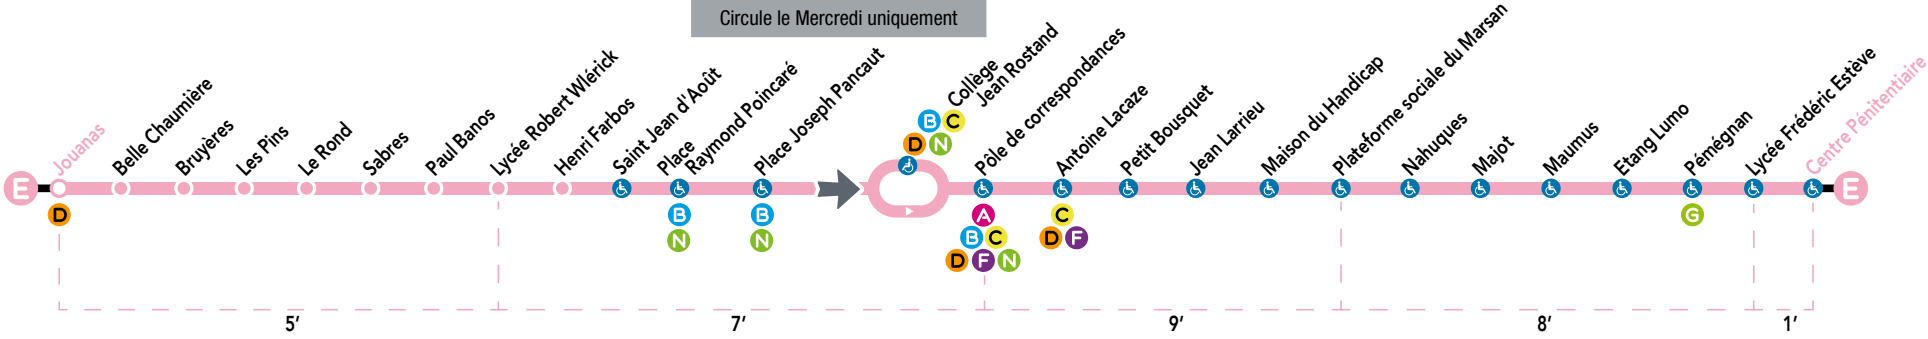 Circule le Mercredi uniquement
E
Jouanas
D
Belle Chaumière
Bruyères
Les Pins
Le Rond
Sabres
Paul Banos
Lycée Robert Wlérick
Henri Farbos
Saint Jean d'Août
Place
Raymond Poincaré
B
N
Place Joseph Pancaut
B
N
Collège
Jean Rostand
B C
D N
Pôle de correspondances
A
B C
D F N
Antoine Lacaze
C
D F
Petit Bousquet
Jean Larrieu
Maison du Handicap
Plateforme sociale du Marsan
Nahuques
Majot
Maumus
Etang Lumo
Pémégnan
G
Lycée Frédéric Estève
Centre Pénitentiaire
E
5’
7’
9’
8’
1’